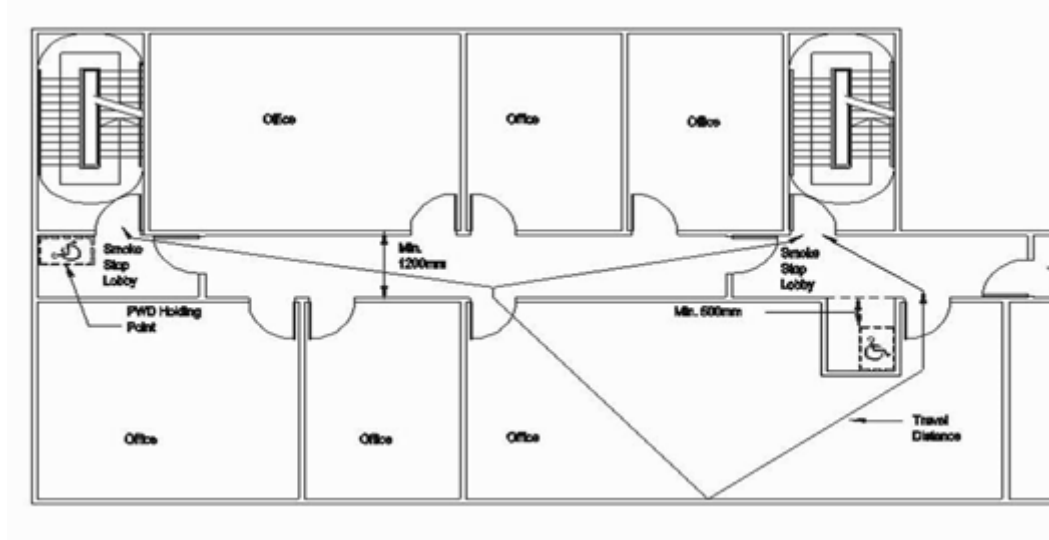 Office
Office
Office
Smoke
Stop
Lobby
Min.
1200mm
Smoke
Stop
Lobby
PWD Holding
Point
Min. 500mm
Office
Office
Office
Travel
Distance